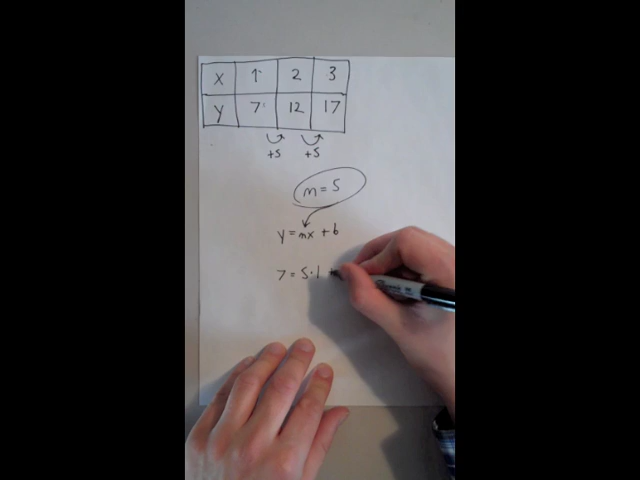 x 1 2 3
y 7 12 17
+5 +5
m = 5
y = mx + b
7 = 5·1 +